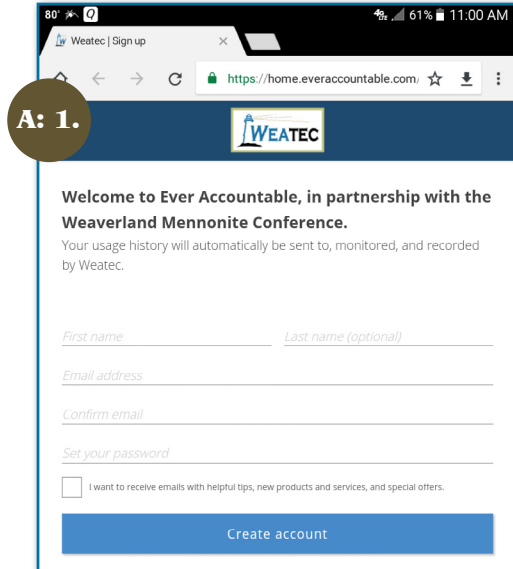 80° Q 4G LTE 61% 11:00 AM
Weatec | Sign up
https://home.everaccountable.com/
A: 1.
WEATEC
Welcome to Ever Accountable, in partnership with the
Weaverland Mennonite Conference.
Your usage history will automatically be sent to, monitored, and recorded
by Weatec.
First name Last name (optional)
Email address
Confirm email
Set your password
I want to receive emails with helpful tips, new products and services, and special offers.
Create account